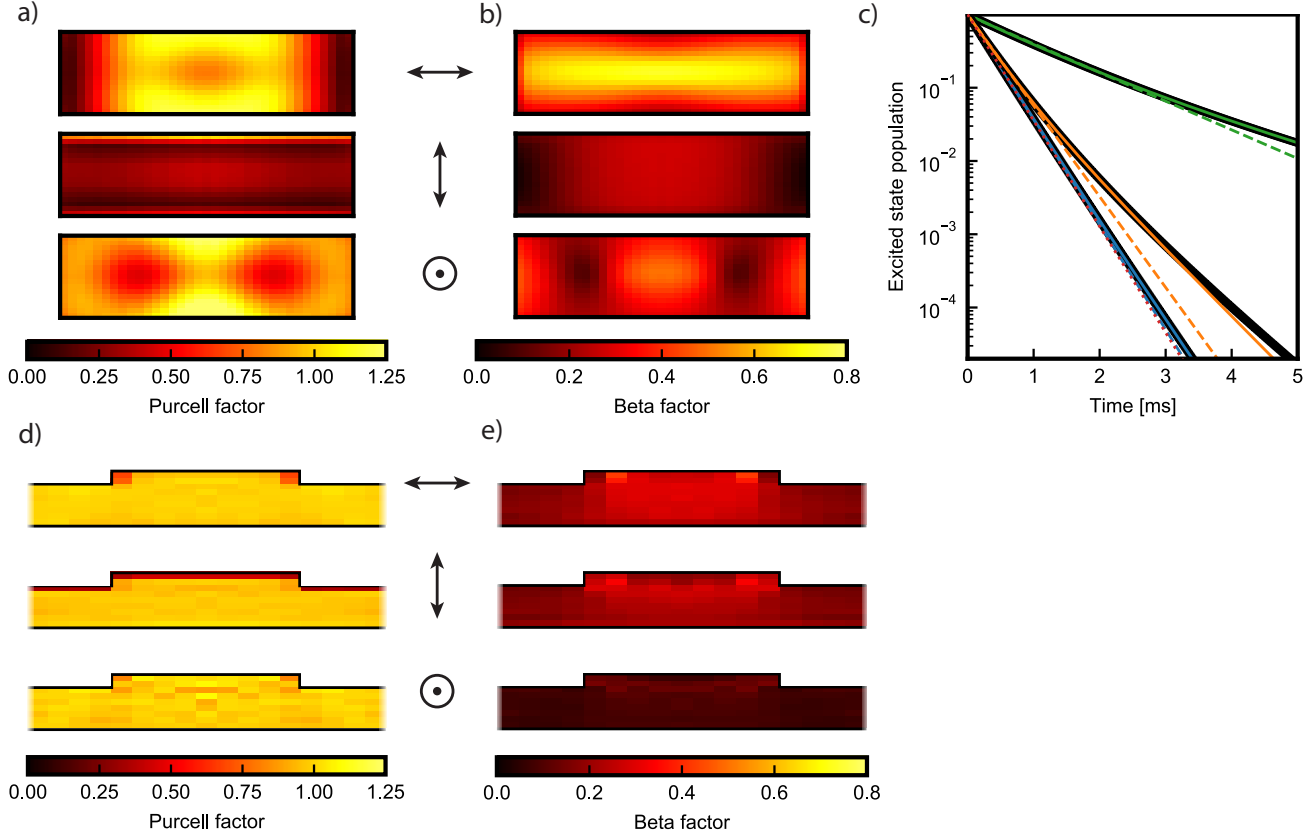 a)
b)
c)
Excited state population
10−1
10−2
10−3
10−4
0 1 2 3 4 5
Time [ms]
0.00 0.25 0.50 0.75 1.00 1.25
Purcell factor
0.0 0.2 0.4 0.6 0.8
Beta factor
d)
e)
0.00 0.25 0.50 0.75 1.00 1.25
Purcell factor
0.0 0.2 0.4 0.6 0.8
Beta factor